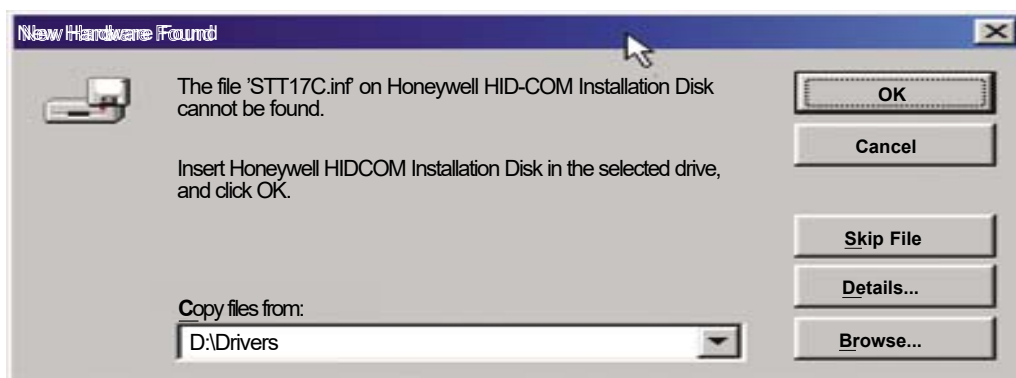 New Hardware Found
The file 'STT17C.inf' on Honeywell HID-COM Installation Disk
cannot be found.
Insert Honeywell HIDCOM Installation Disk in the selected drive,
and click OK.
Copy files from:
D:\Drivers
OK
Cancel
Skip File
Details...
Browse...